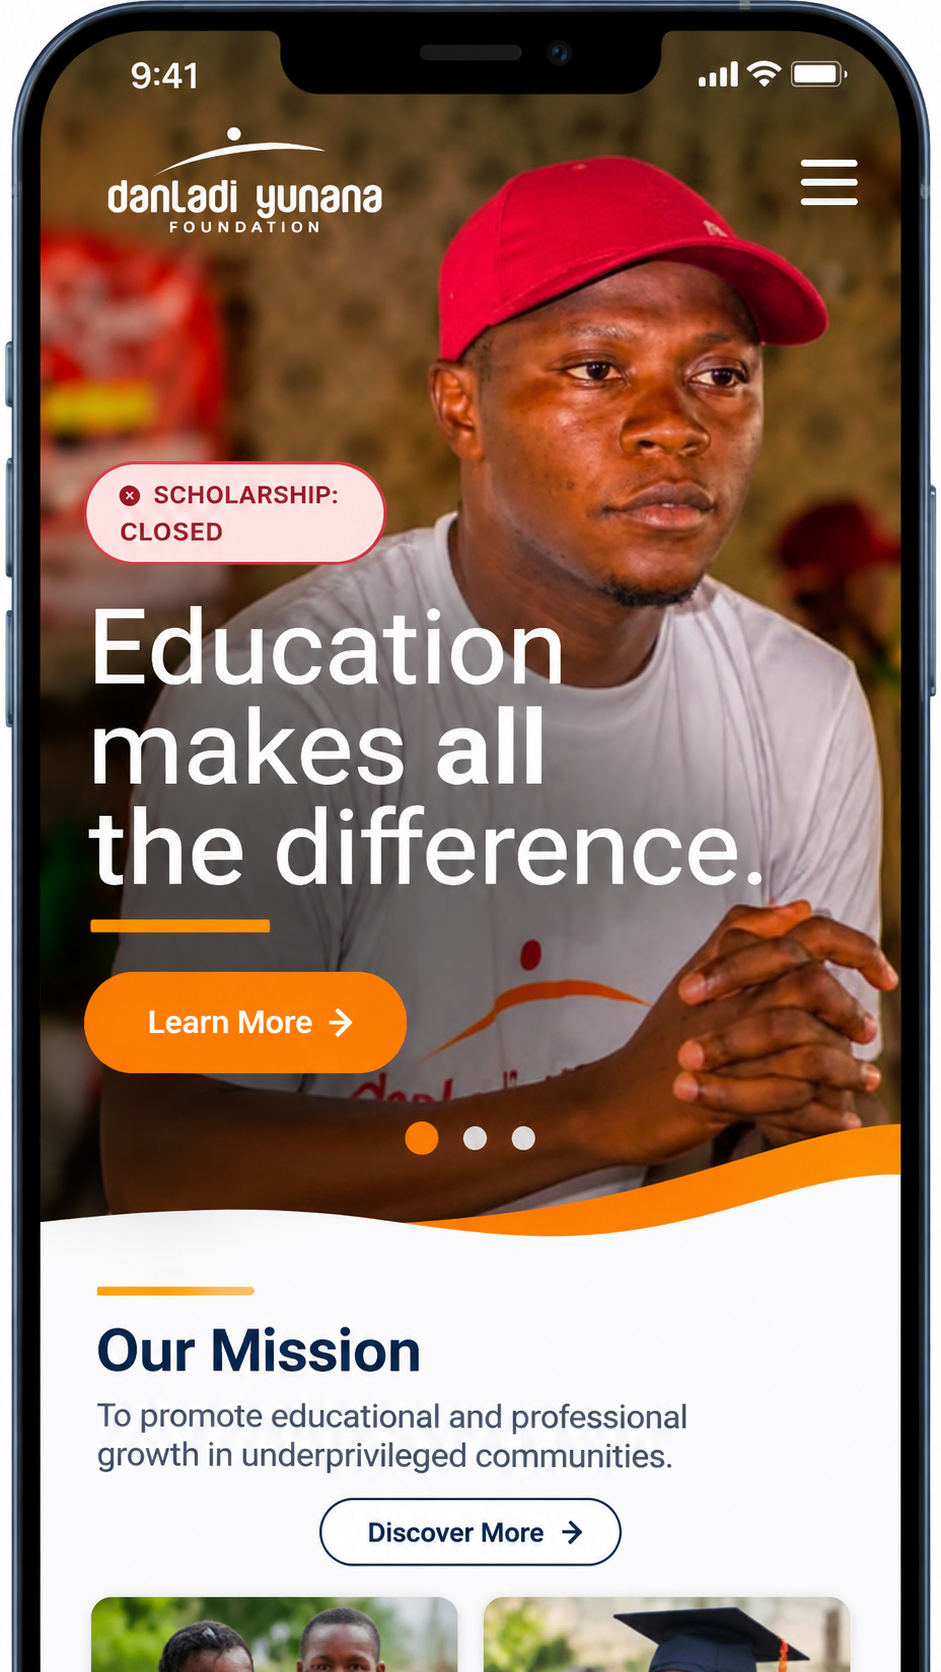 9:41
danladi yunana
FOUNDATION
SCHOLARSHIP:
CLOSED
Education
makes all
the difference.
Learn More
Our Mission
To promote educational and professional
growth in underprivileged communities.
Discover More